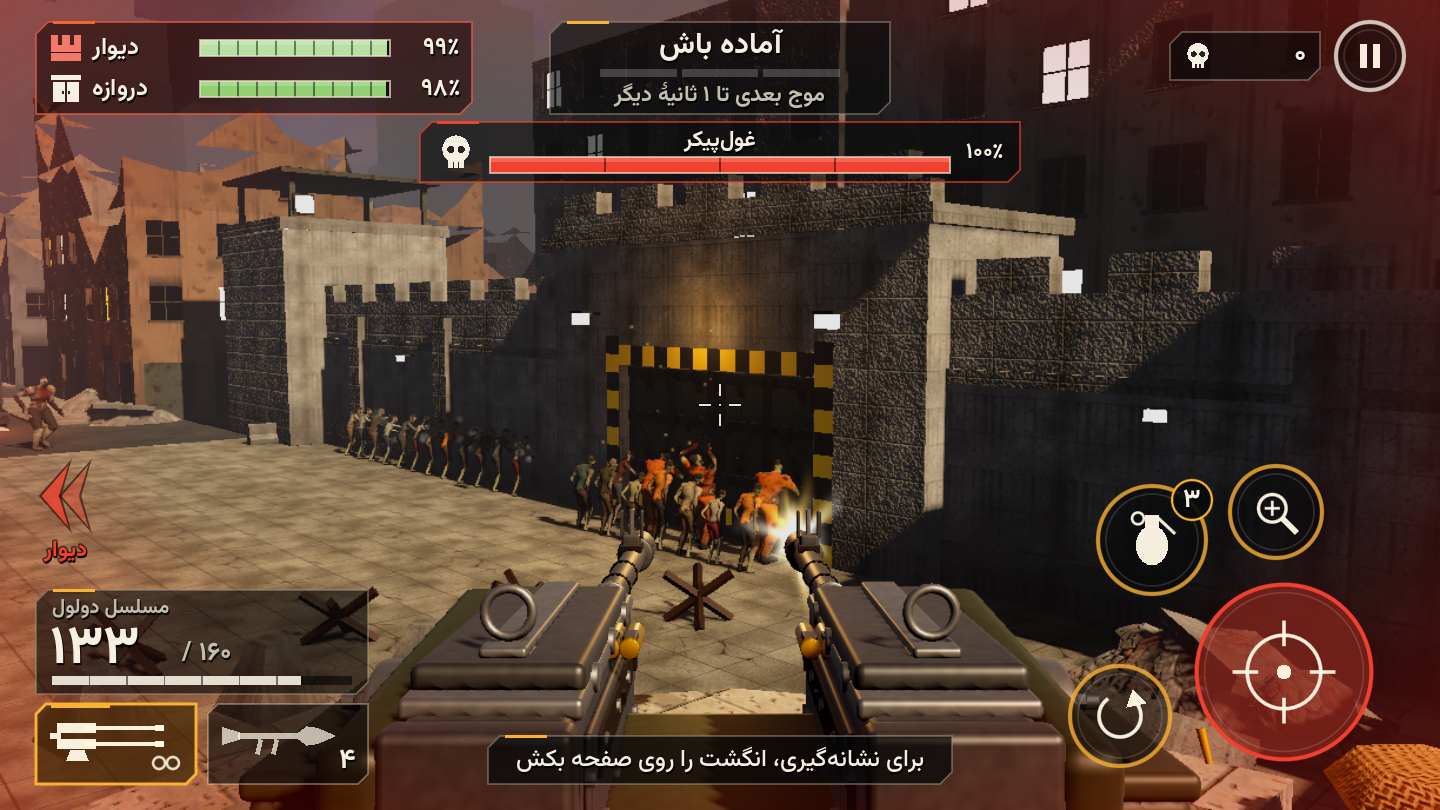 دیوار ۹۹٪
دروازه ۹۸٪
آماده باش
موج بعدی تا ۱ ثانیهٔ دیگر
۰
غول‌پیکر
۱۰۰٪
۳
دیوار
مسلسل دولول
۱۳۳ / ۱۶۰
∞
۴
برای نشانه‌گیری، انگشت را روی صفحه بکش